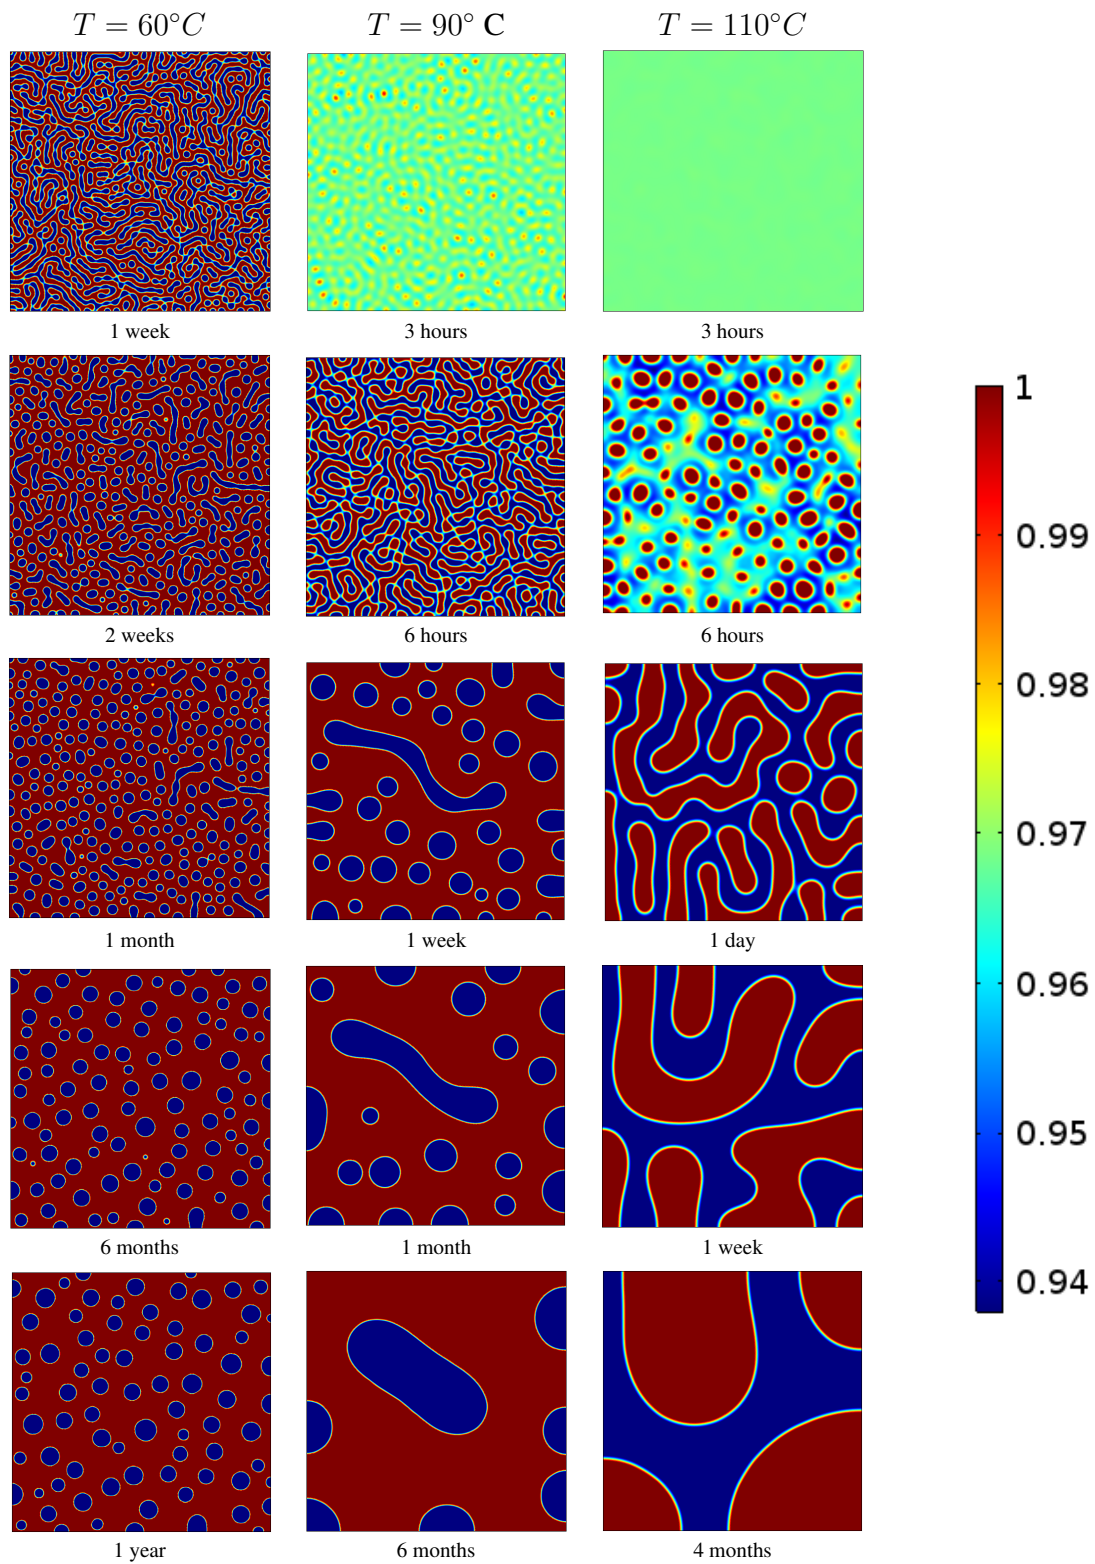 T = 60°C T = 90° C T = 110°C
1 week 3 hours 3 hours
2 weeks 6 hours 6 hours
1 month 1 week 1 day
6 months 1 month 1 week
1 year 6 months 4 months
1
0.99
0.98
0.97
0.96
0.95
0.94